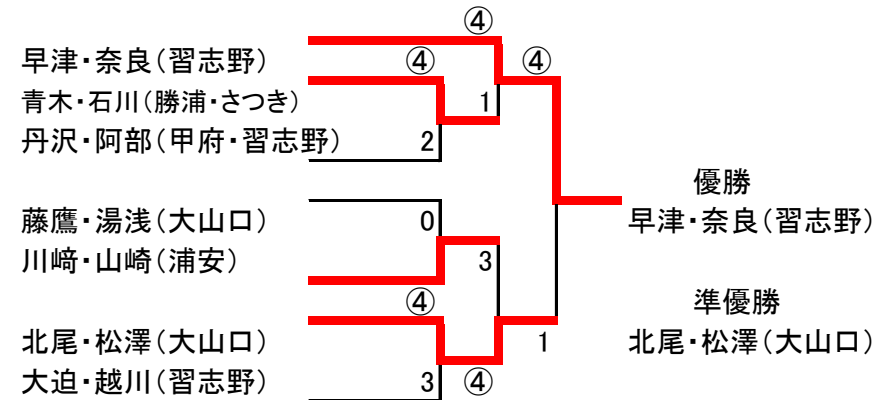 ④
早津・奈良(習志野) ④ ④
青木・石川(勝浦・さつき) 1
丹沢・阿部(甲府・習志野) 2
優勝
藤鷹・湯浅(大山口) 0 早津・奈良(習志野)
川﨑・山崎(浦安) 3
④ 準優勝
北尾・松澤(大山口) 1 北尾・松澤(大山口)
大迫・越川(習志野) 3 ④